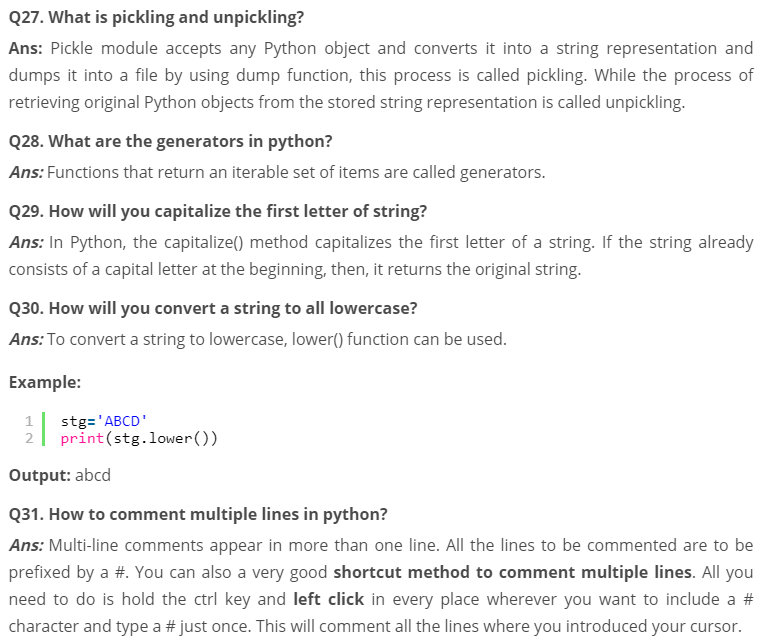 Q27. What is pickling and unpickling?
Ans: Pickle module accepts any Python object and converts it into a string representation and
dumps it into a file by using dump function, this process is called pickling. While the process of
retrieving original Python objects from the stored string representation is called unpickling.
Q28. What are the generators in python?
Ans: Functions that return an iterable set of items are called generators.
Q29. How will you capitalize the first letter of string?
Ans: In Python, the capitalize() method capitalizes the first letter of a string. If the string already
consists of a capital letter at the beginning, then, it returns the original string.
Q30. How will you convert a string to all lowercase?
Ans: To convert a string to lowercase, lower() function can be used.
Example:
1 stg='ABCD'
2 print(stg.lower())
Output: abcd
Q31. How to comment multiple lines in python?
Ans: Multi-line comments appear in more than one line. All the lines to be commented are to be
prefixed by a #. You can also a very good shortcut method to comment multiple lines. All you
need to do is hold the ctrl key and left click in every place wherever you want to include a #
character and type a # just once. This will comment all the lines where you introduced your cursor.